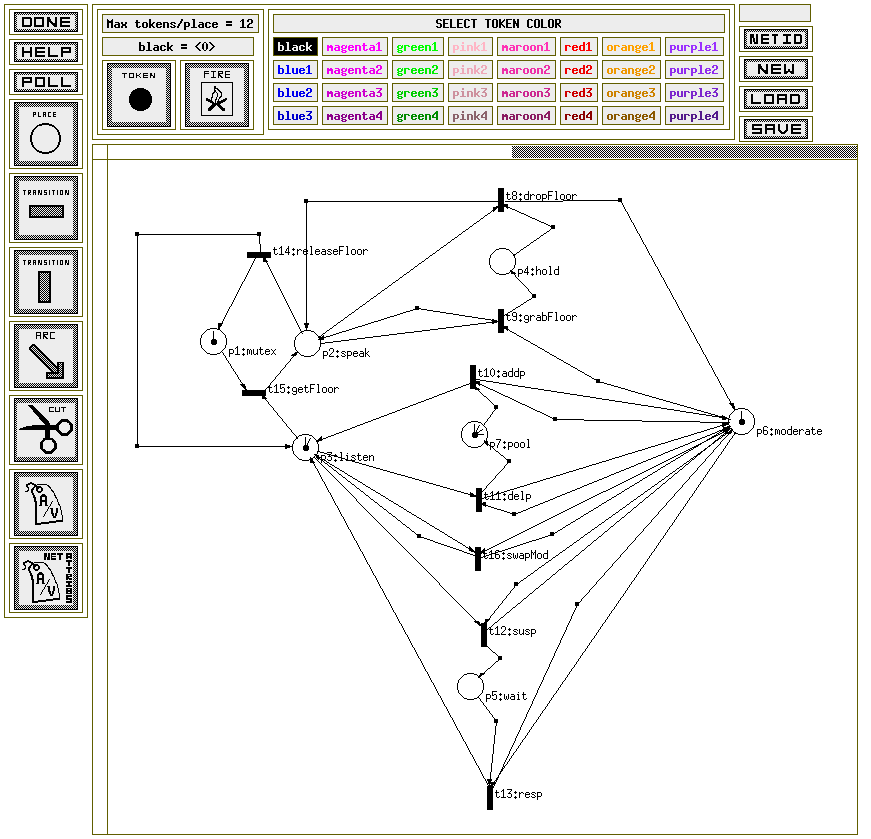 DONE
HELP
POLL
PLACE
TRANSITION
TRANSITION
ARC
CUT
A/V
NET ATTRIBS
A/V
Max tokens/place = 12
black = <0>
TOKEN
FIRE
SELECT TOKEN COLOR
black magenta1 green1 pink1 maroon1 red1 orange1 purple1
blue1 magenta2 green2 pink2 maroon2 red2 orange2 purple2
blue2 magenta3 green3 pink3 maroon3 red3 orange3 purple3
blue3 magenta4 green4 pink4 maroon4 red4 orange4 purple4
NET ID
NEW
LOAD
SAVE
t8:dropFloor
t14:releaseFloor
p4:hold
t9:grabFloor
p1:mutex
p2:speak
t10:addp
t15:getFloor
p6:moderate
p7:pool
p3:listen
t11:delp
t16:swapMod
t12:susp
p5:wait
t13:resp